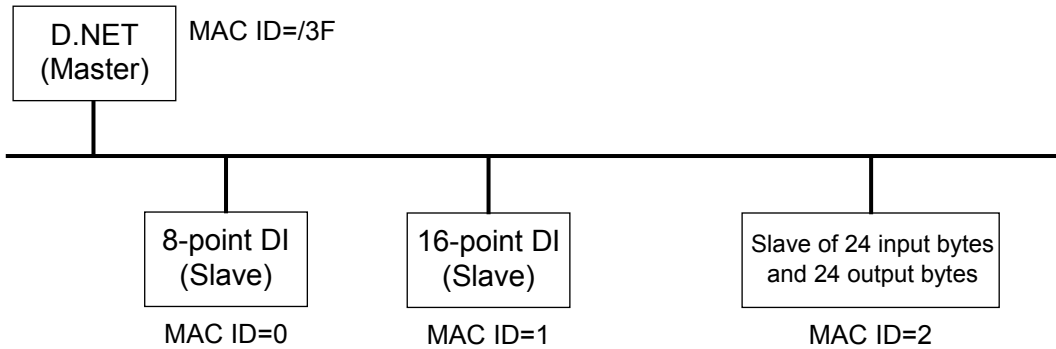 D.NET
(Master)
MAC ID=/3F
8-point DI
(Slave)
MAC ID=0
16-point DI
(Slave)
MAC ID=1
Slave of 24 input bytes
and 24 output bytes
MAC ID=2